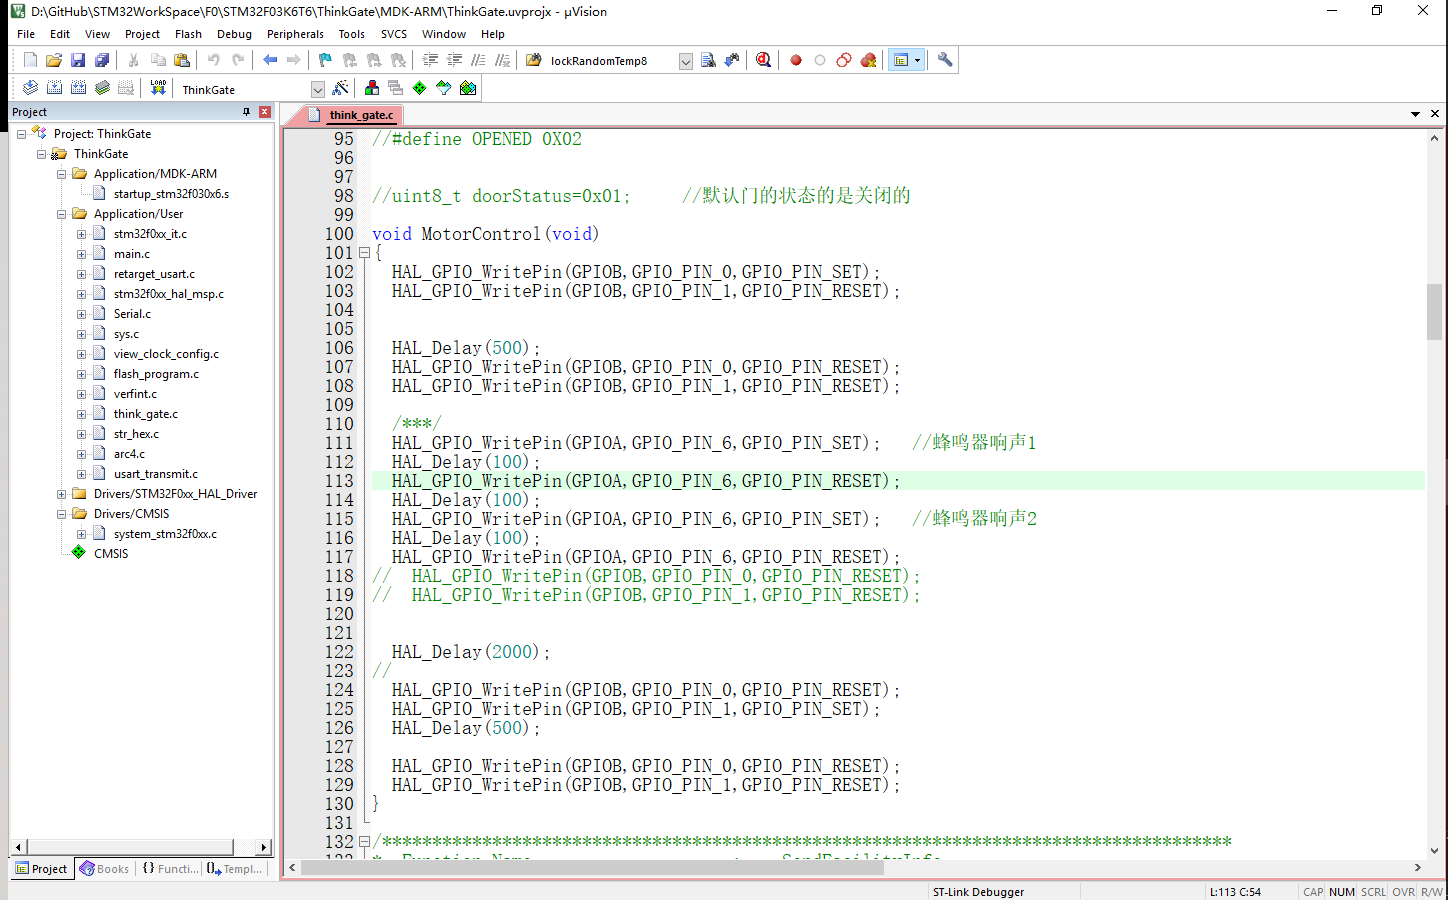 D:\GitHub\STM32WorkSpace\F0\STM32F03K6T6\ThinkGate\MDK-ARM\ThinkGate.uvprojx - µVision
File Edit View Project Flash Debug Peripherals Tools SVCS Window Help
lockRandomTemp8
LOAD ThinkGate
Project
Project: ThinkGate
ThinkGate
Application/MDK-ARM
startup_stm32f030x6.s
Application/User
stm32f0xx_it.c
main.c
retarget_usart.c
stm32f0xx_hal_msp.c
Serial.c
sys.c
view_clock_config.c
flash_program.c
verfint.c
think_gate.c
str_hex.c
arc4.c
usart_transmit.c
Drivers/STM32F0xx_HAL_Driver
Drivers/CMSIS
system_stm32f0xx.c
CMSIS
Project Books {} Functi... Templ...
think_gate.c
95 //#define OPENED 0X02
96
97
98 //uint8_t doorStatus=0x01; //默认门的状态的是关闭的
99
100 void MotorControl(void)
101 {
102 HAL_GPIO_WritePin(GPIOB,GPIO_PIN_0,GPIO_PIN_SET);
103 HAL_GPIO_WritePin(GPIOB,GPIO_PIN_1,GPIO_PIN_RESET);
104
105
106 HAL_Delay(500);
107 HAL_GPIO_WritePin(GPIOB,GPIO_PIN_0,GPIO_PIN_RESET);
108 HAL_GPIO_WritePin(GPIOB,GPIO_PIN_1,GPIO_PIN_RESET);
109
110 /***/
111 HAL_GPIO_WritePin(GPIOA,GPIO_PIN_6,GPIO_PIN_SET); //蜂鸣器响声1
112 HAL_Delay(100);
113 HAL_GPIO_WritePin(GPIOA,GPIO_PIN_6,GPIO_PIN_RESET);
114 HAL_Delay(100);
115 HAL_GPIO_WritePin(GPIOA,GPIO_PIN_6,GPIO_PIN_SET); //蜂鸣器响声2
116 HAL_Delay(100);
117 HAL_GPIO_WritePin(GPIOA,GPIO_PIN_6,GPIO_PIN_RESET);
118 // HAL_GPIO_WritePin(GPIOB,GPIO_PIN_0,GPIO_PIN_RESET);
119 // HAL_GPIO_WritePin(GPIOB,GPIO_PIN_1,GPIO_PIN_RESET);
120
121
122 HAL_Delay(2000);
123 //
124 HAL_GPIO_WritePin(GPIOB,GPIO_PIN_0,GPIO_PIN_RESET);
125 HAL_GPIO_WritePin(GPIOB,GPIO_PIN_1,GPIO_PIN_SET);
126 HAL_Delay(500);
127
128 HAL_GPIO_WritePin(GPIOB,GPIO_PIN_0,GPIO_PIN_RESET);
129 HAL_GPIO_WritePin(GPIOB,GPIO_PIN_1,GPIO_PIN_RESET);
130 }
131
132 /*************************************************************************************
133 * Function Name : SendFacilityInfo
ST-Link Debugger L:113 C:54 CAP NUM SCRL OVR R/W